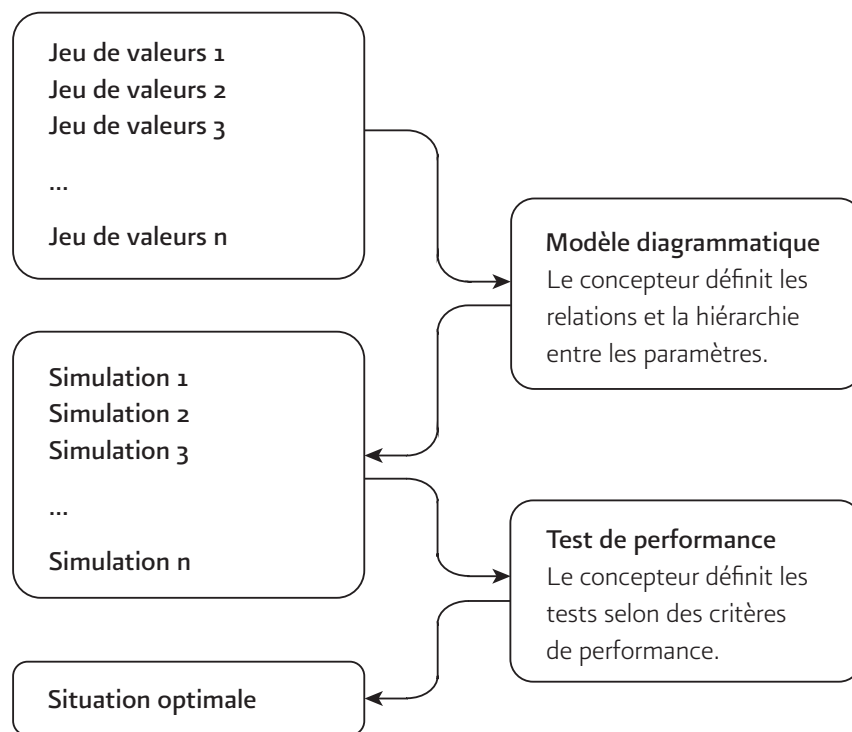 Jeu de valeurs 1
Jeu de valeurs 2
Jeu de valeurs 3
...
Jeu de valeurs n
Modèle diagrammatique
Le concepteur définit les
relations et la hiérarchie
entre les paramètres.
Simulation 1
Simulation 2
Simulation 3
...
Simulation n
Test de performance
Le concepteur définit les
tests selon des critères
de performance.
Situation optimale